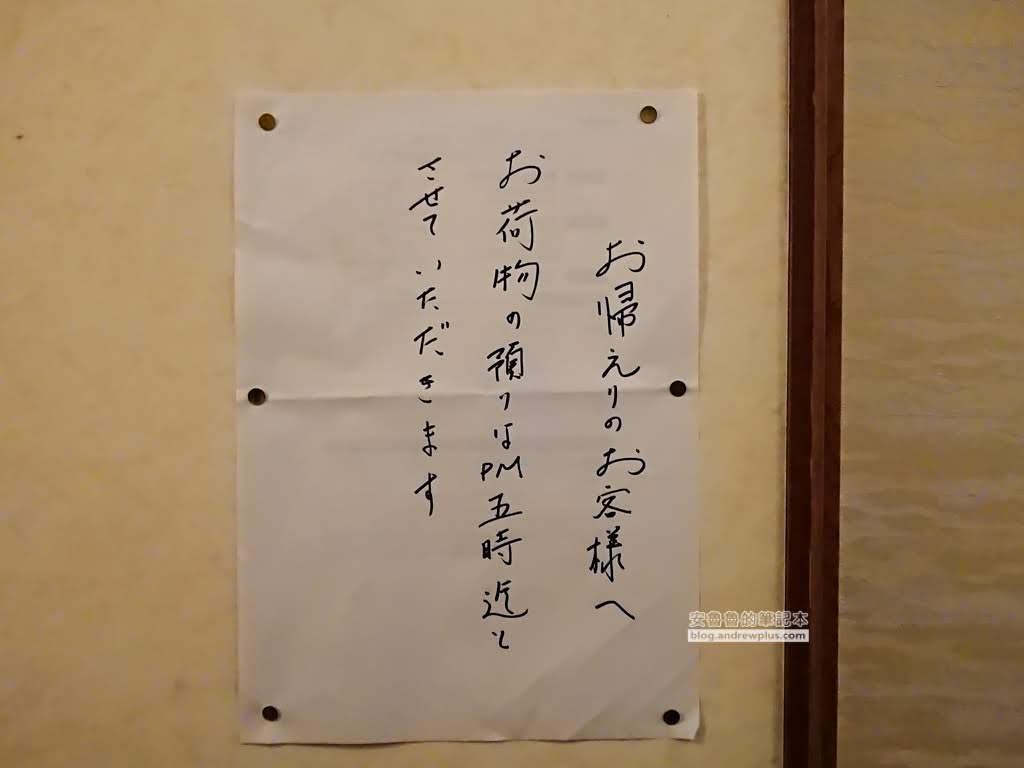 お帰えりのお客様へ
お荷物の預りはPM五時迄と
させていただきます
安魯魯的筆記本
blog.andrewplus.com